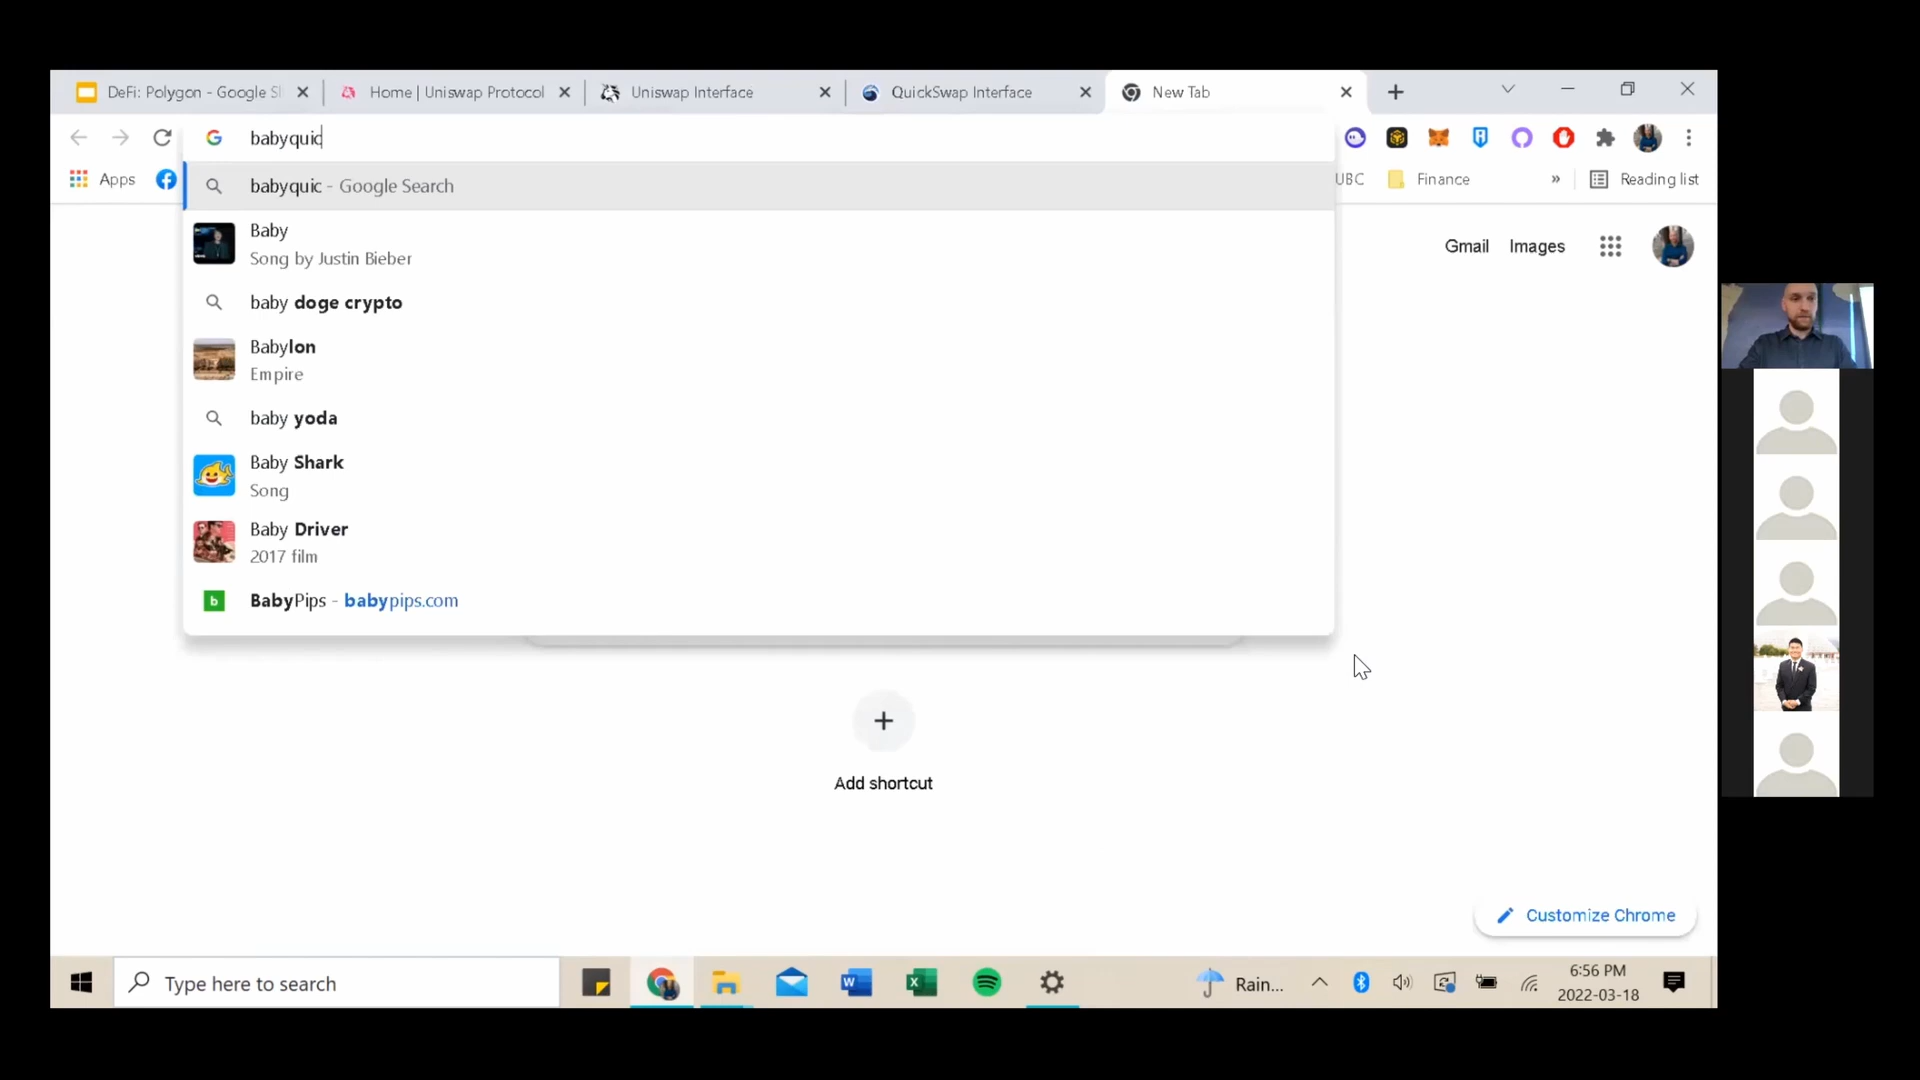 DeFi: Polygon - Google Sl
Home | Uniswap Protocol
Uniswap Interface
QuickSwap Interface
New Tab
babyquic
Apps
UBC
Finance
»
Reading list
babyquic - Google Search
Baby
Song by Justin Bieber
baby doge crypto
Babylon
Empire
baby yoda
Baby Shark
Song
Baby Driver
2017 film
BabyPips - babypips.com
Gmail
Images
Add shortcut
Customize Chrome
Type here to search
Rain...
6:56 PM
2022-03-18